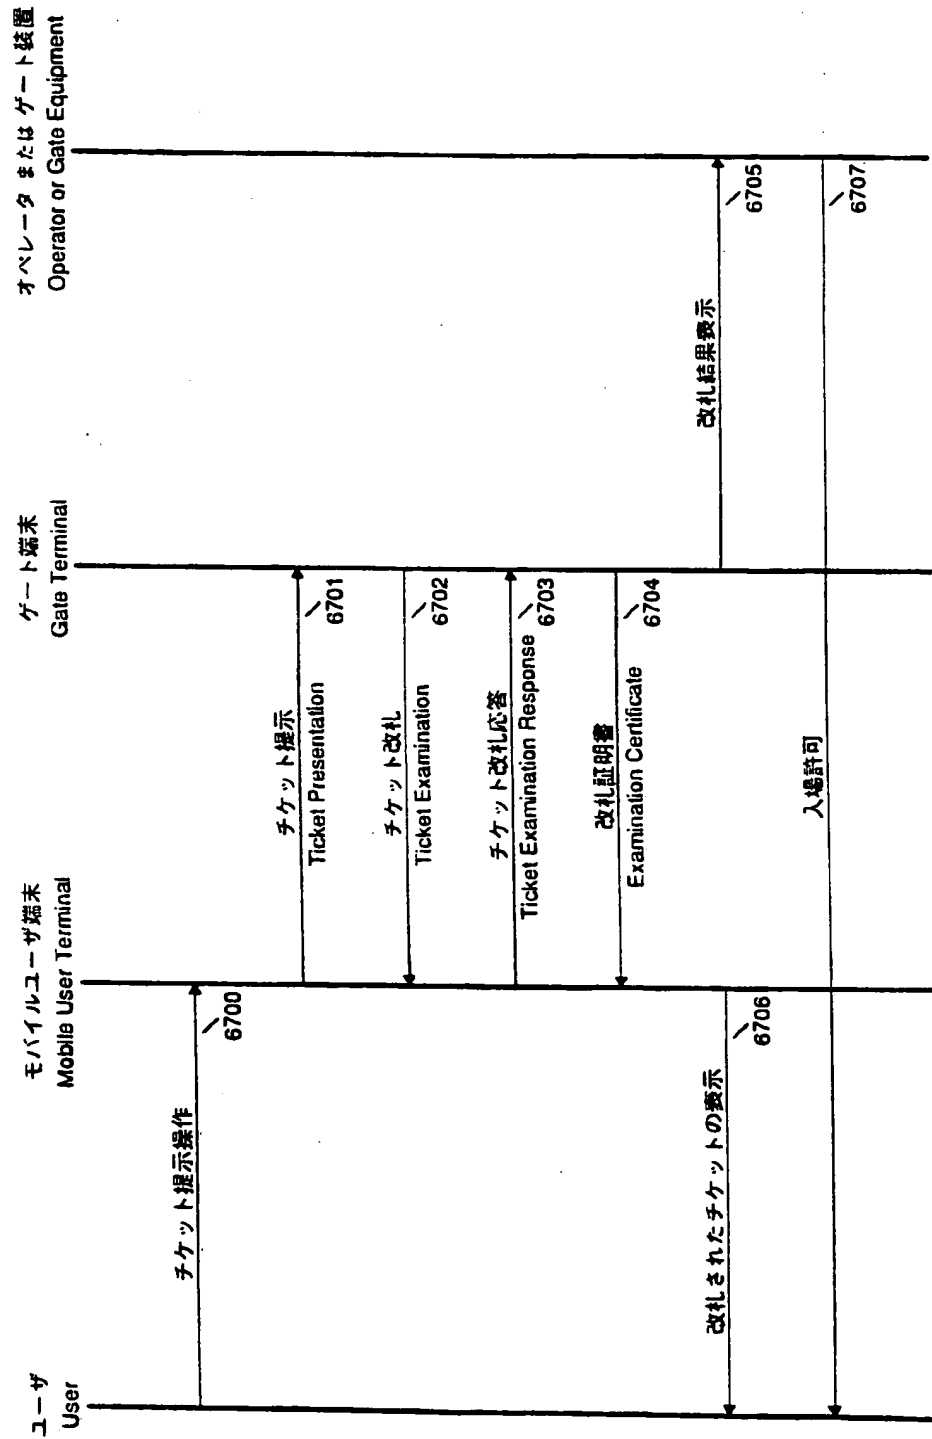 ユーザ
User
モバイルユーザ端末
Mobile User Terminal
ゲート端末
Gate Terminal
オペレータ または ゲート装置
Operator or Gate Equipment
チケット提示操作
6700
チケット提示
Ticket Presentation
6701
チケット改札
Ticket Examination
6702
チケット改札応答
Ticket Examination Response
6703
改札証明書
Examination Certificate
6704
改札結果表示
6705
改札されたチケットの表示
6706
入場許可
6707